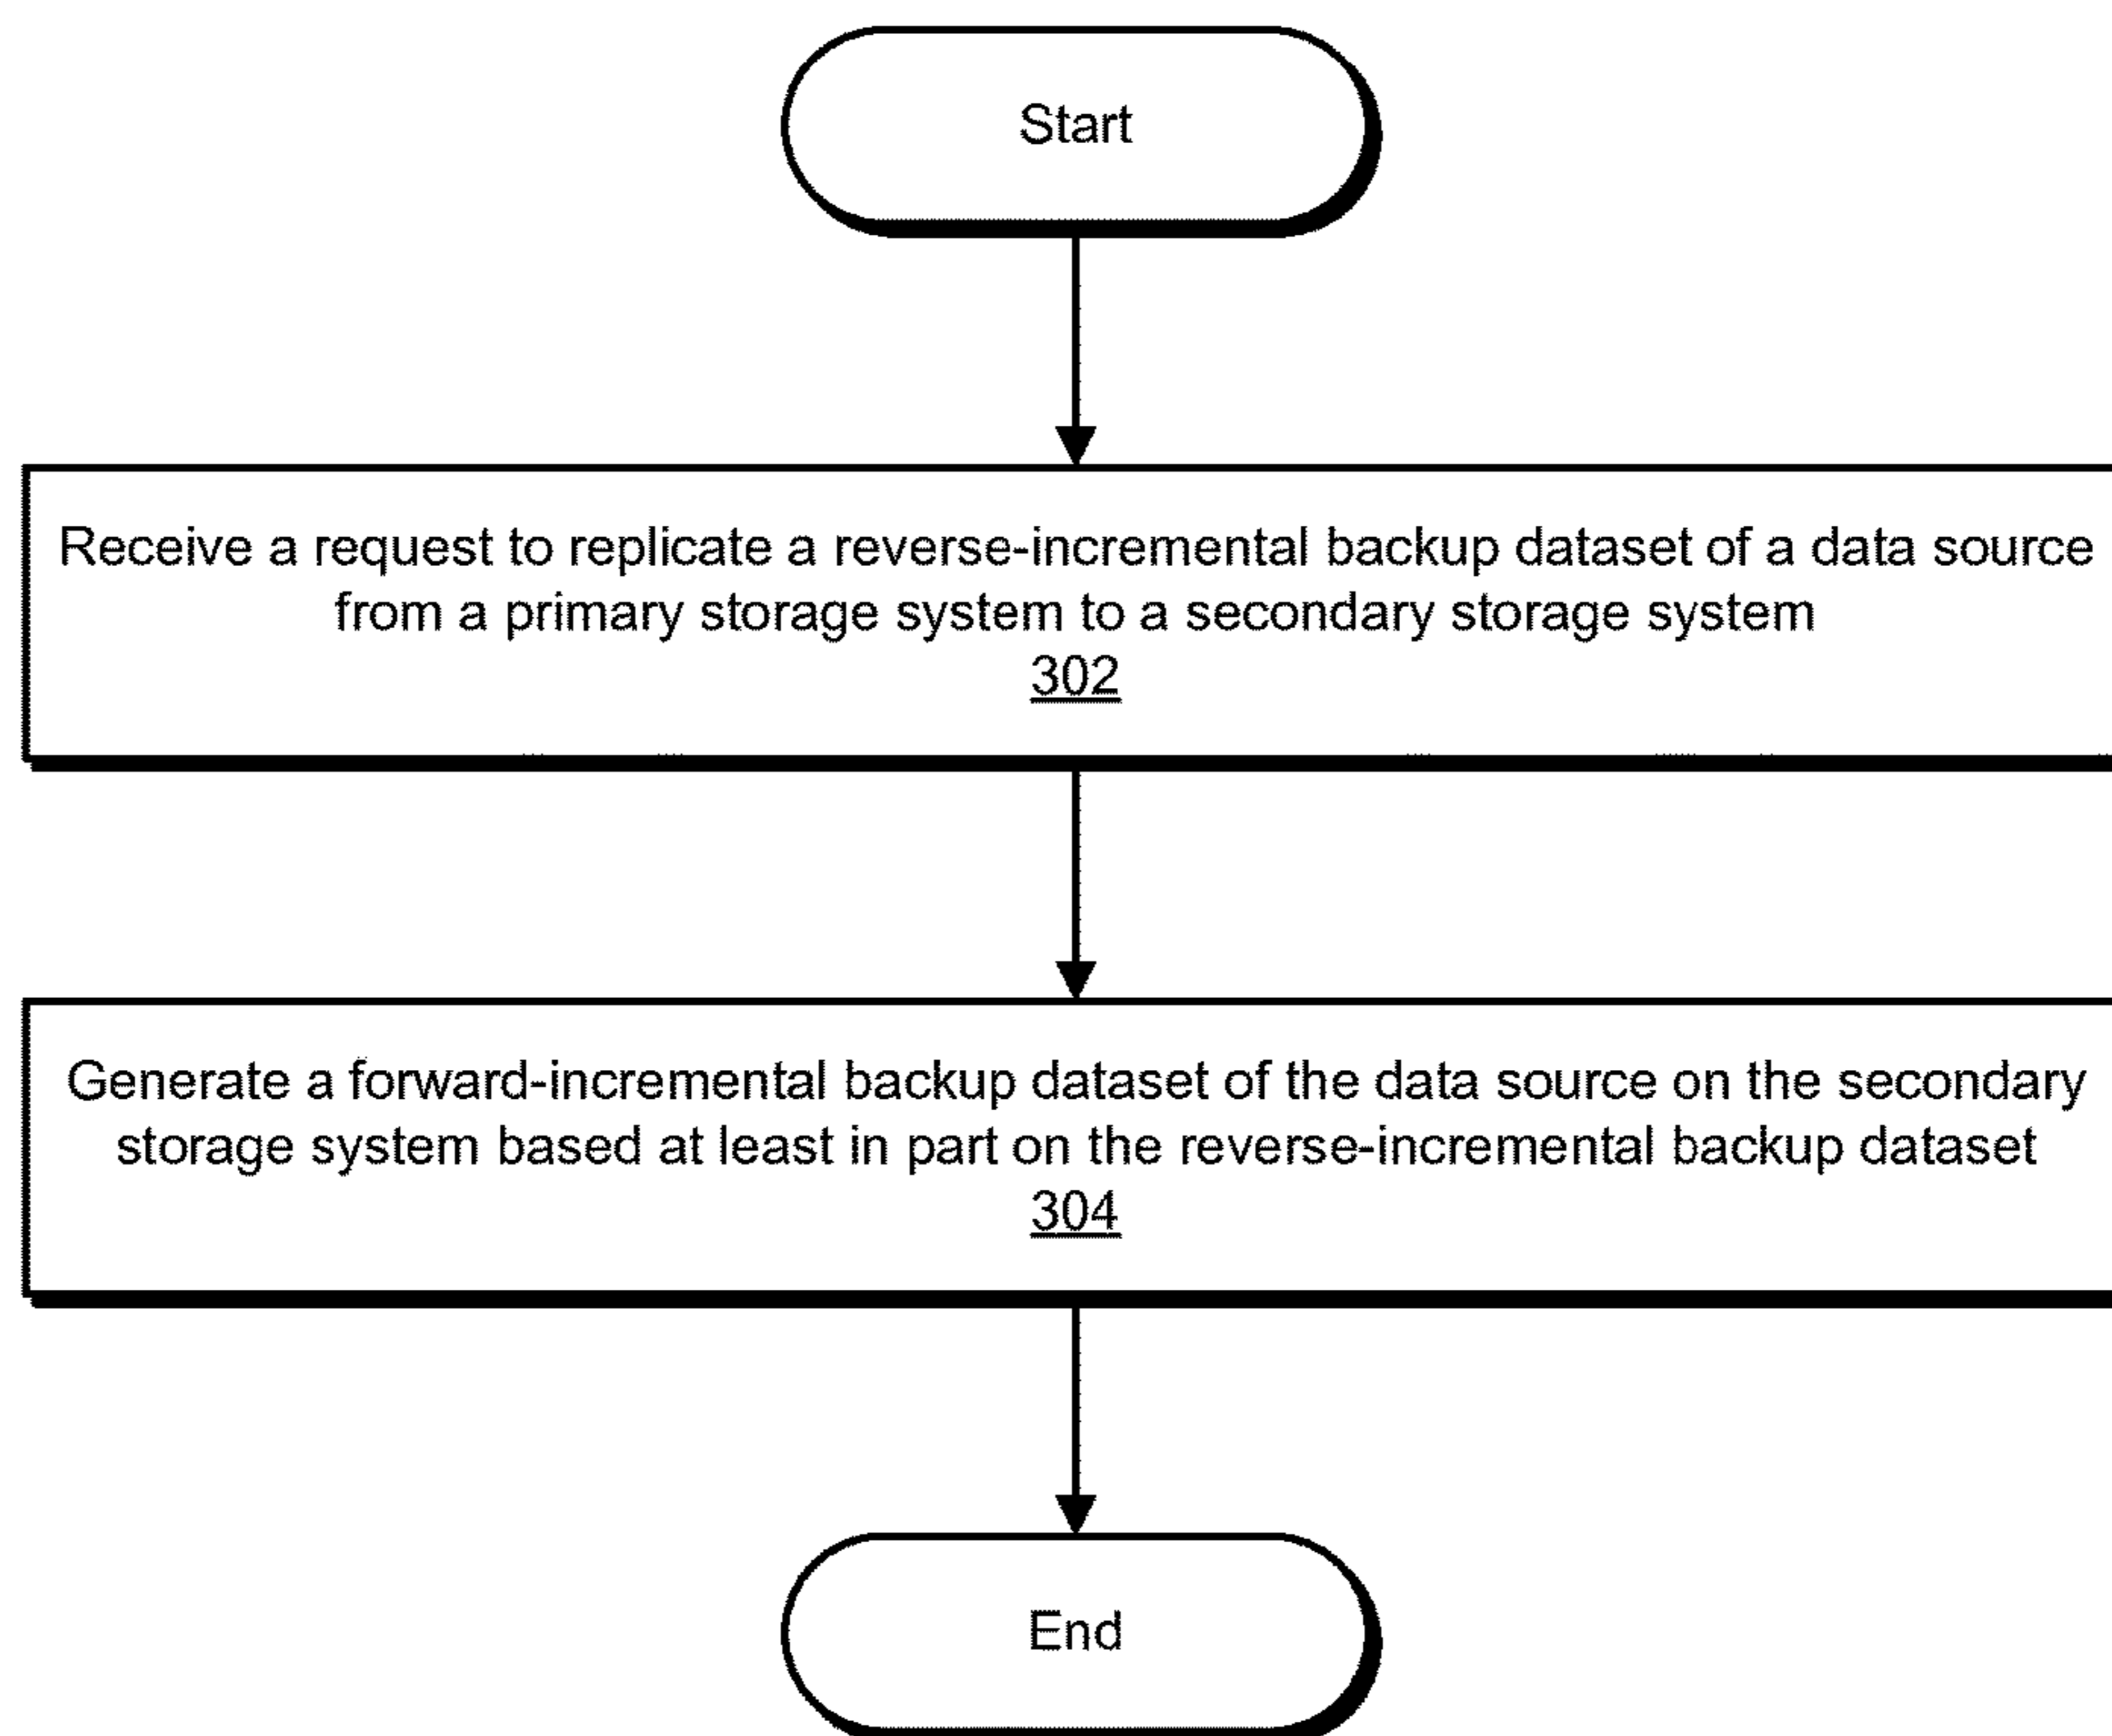 Start
Receive a request to replicate a reverse-incremental backup dataset of a data source
from a primary storage system to a secondary storage system
302
Generate a forward-incremental backup dataset of the data source on the secondary
storage system based at least in part on the reverse-incremental backup dataset
304
End